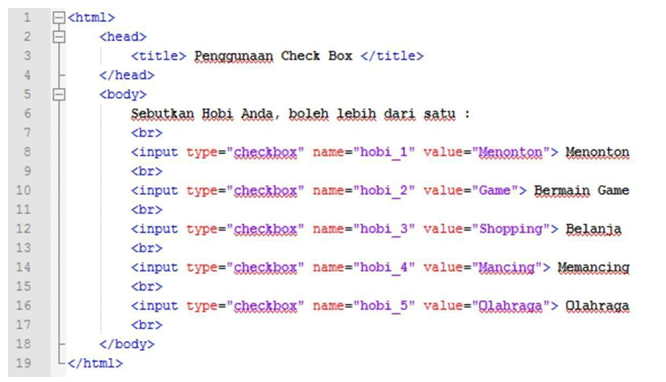 1 <html>
2 <head>
3 <title> Penggunaan Check Box </title>
4 </head>
5 <body>
6 Sebutkan Hobi Anda, boleh lebih dari satu :
7 <br>
8 <input type="checkbox" name="hobi_1" value="Menonton"> Menonton
9 <br>
10 <input type="checkbox" name="hobi_2" value="Game"> Bermain Game
11 <br>
12 <input type="checkbox" name="hobi_3" value="Shopping"> Belanja
13 <br>
14 <input type="checkbox" name="hobi_4" value="Mancing"> Memancing
15 <br>
16 <input type="checkbox" name="hobi_5" value="Olahraga"> Olahraga
17 <br>
18 </body>
19 </html>